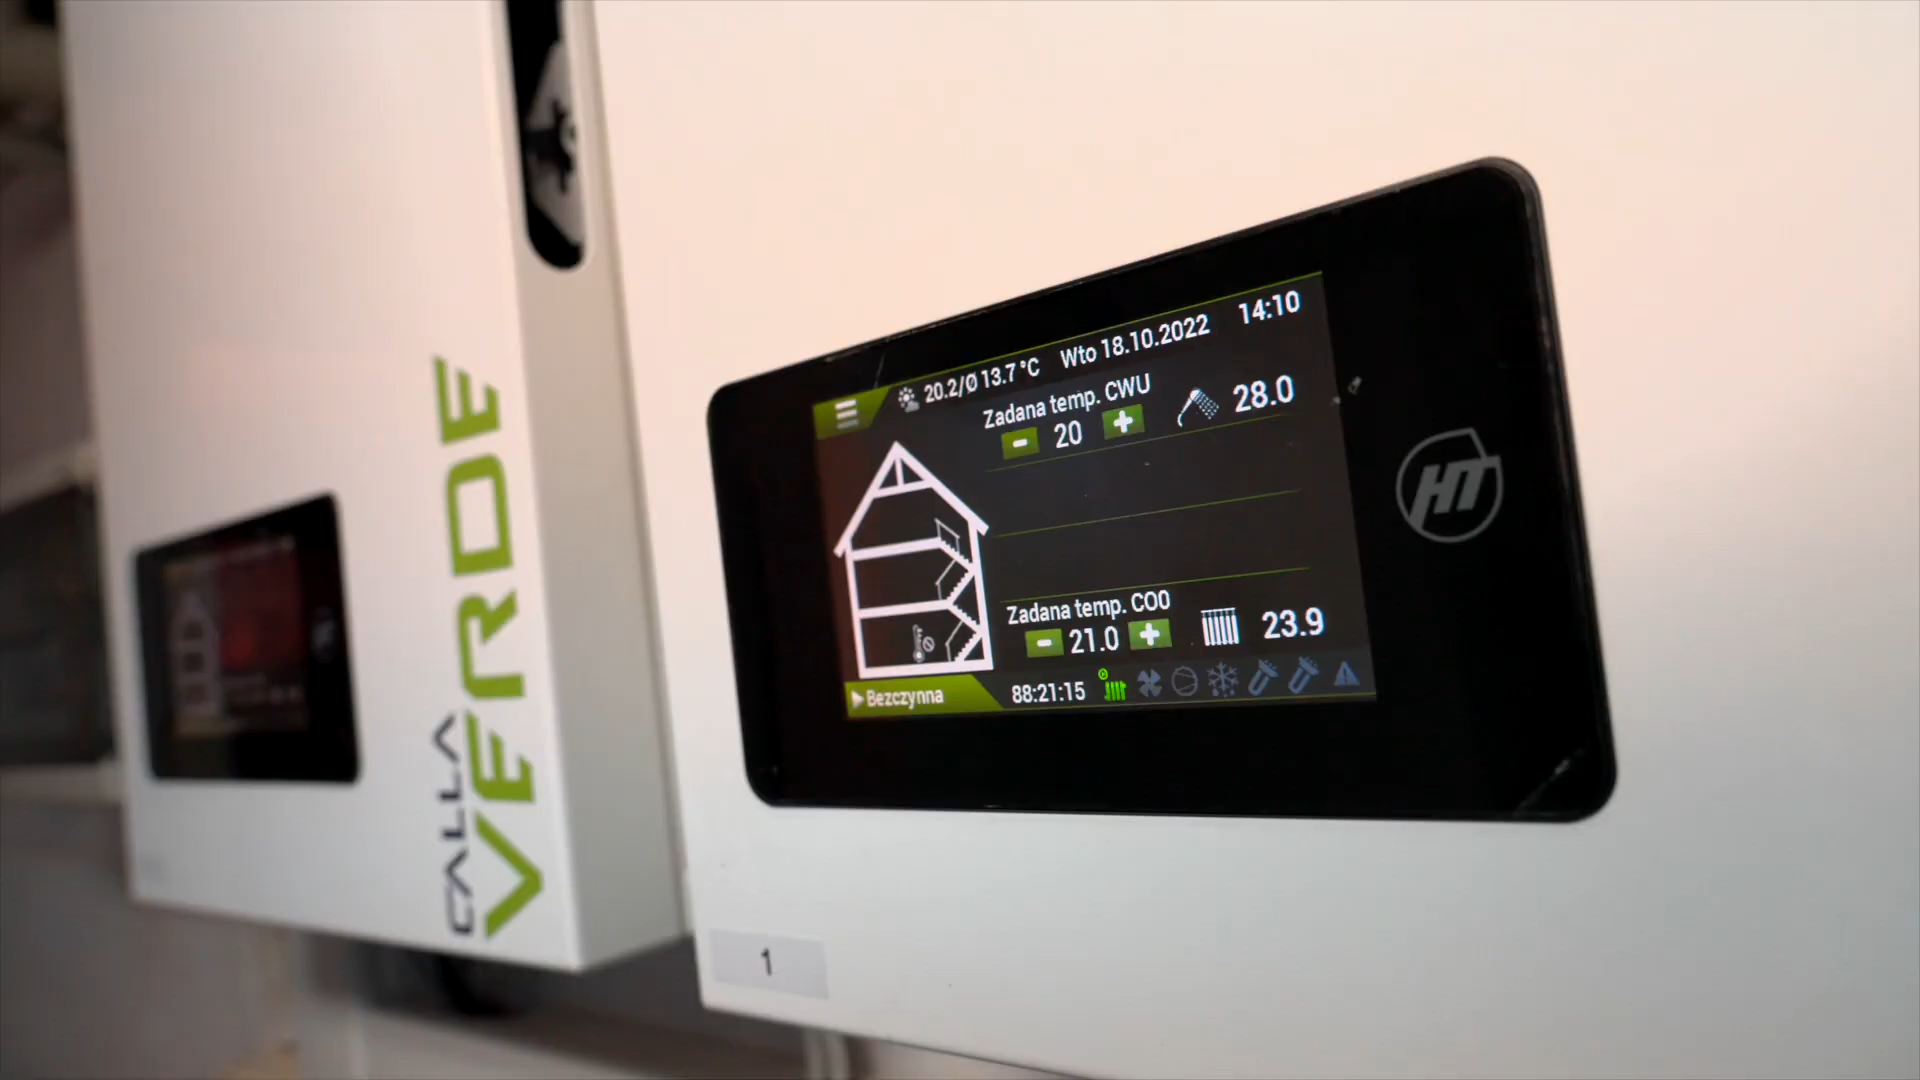 CALLA
VERDE
20.2/Ø 13.7 °C Wto 18.10.2022 14:10
Zadana temp. CWU
- 20 + 28.0
Zadana temp. CO0
- 21.0 + 23.9
Bezczynna 88:21:15
HT
1